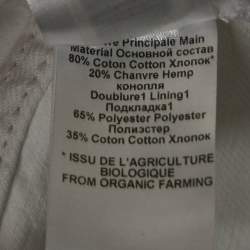 Principale Main
Material Основной состав
80% Coton Cotton Хлопок*
20% Chanvre Hemp
конопля
Doublure1 Lining1
Подкладка1
65% Polyester Polyester
Полиэстер
35% Coton Cotton Хлопок
* ISSU DE L'AGRICULTURE
BIOLOGIQUE
FROM ORGANIC FARMING